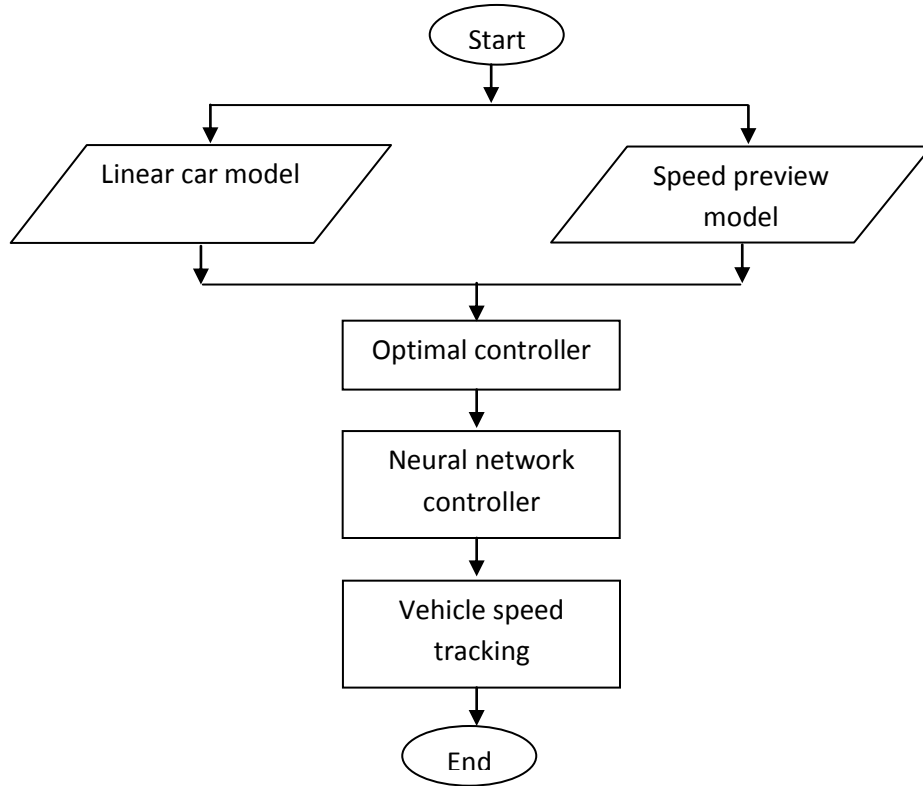 Start
Linear car model
Speed preview
model
Optimal controller
Neural network
controller
Vehicle speed
tracking
End